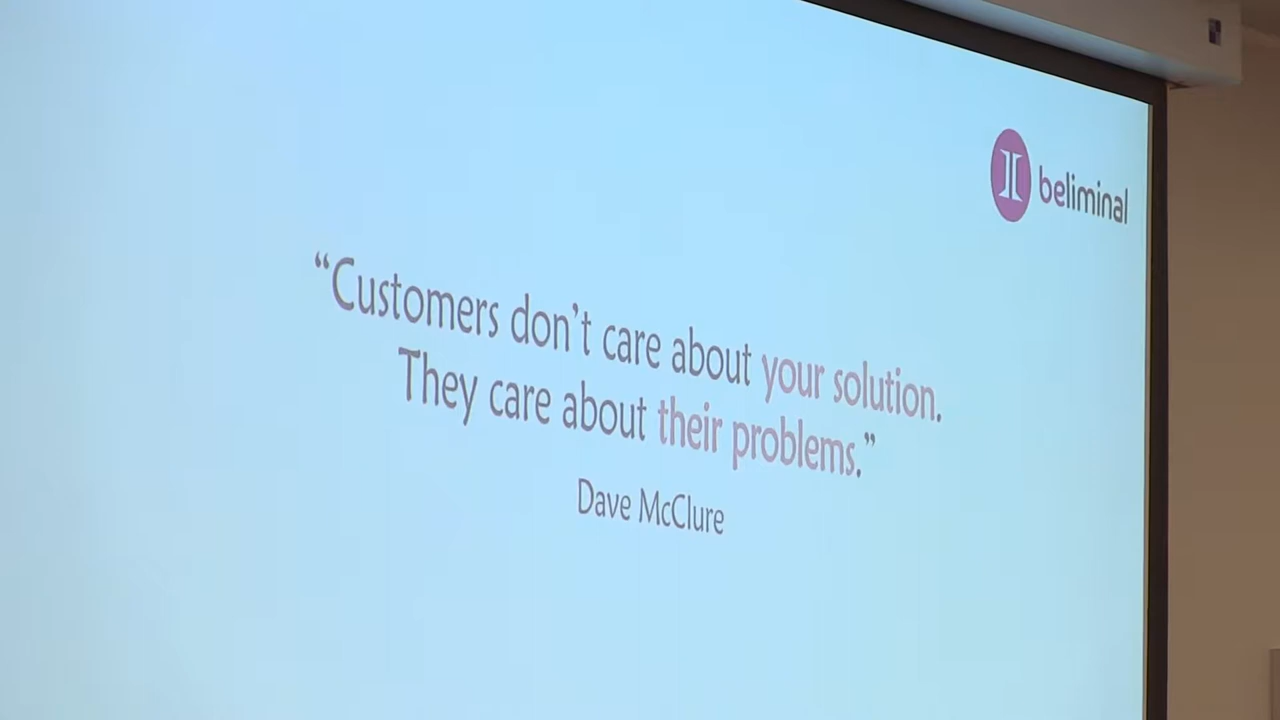 beliminal
“Customers don’t care about your solution.
They care about their problems.”
Dave McClure